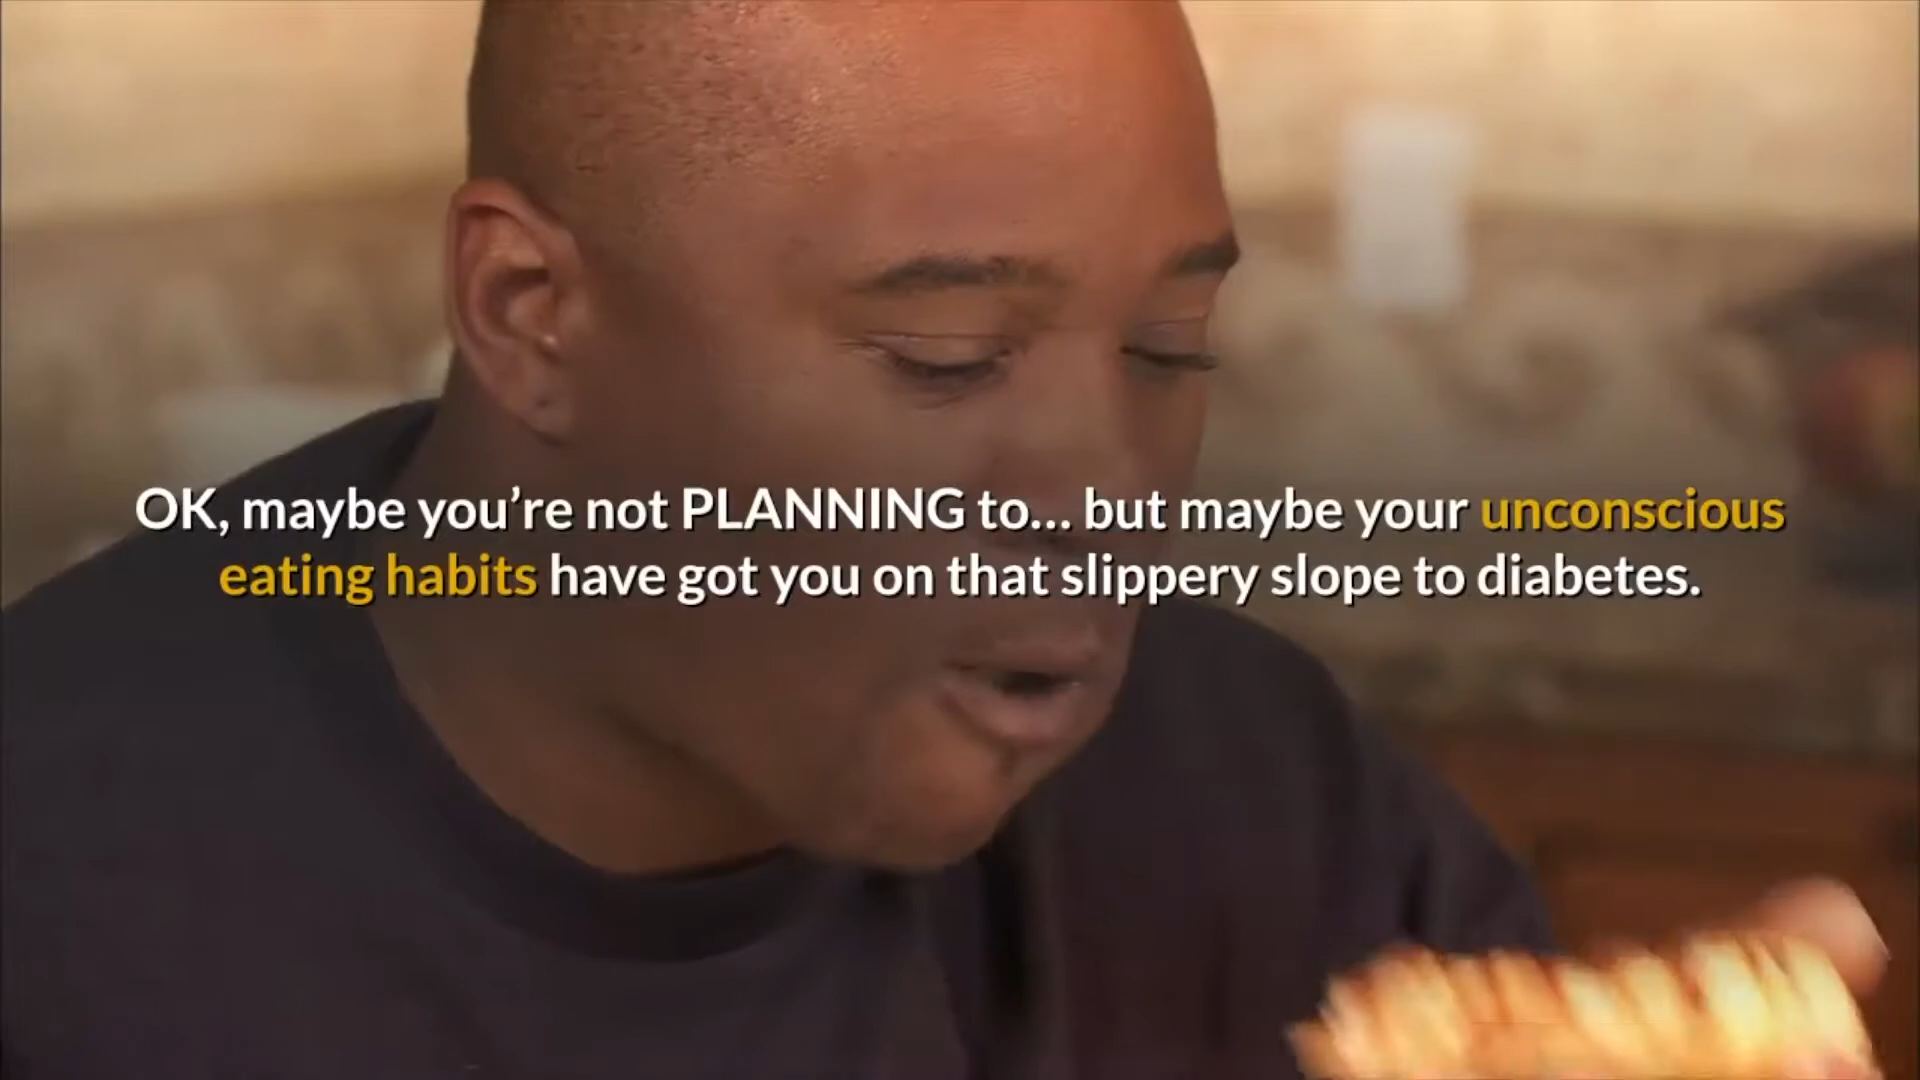 OK, maybe you’re not PLANNING to... but maybe your unconscious
eating habits have got you on that slippery slope to diabetes.